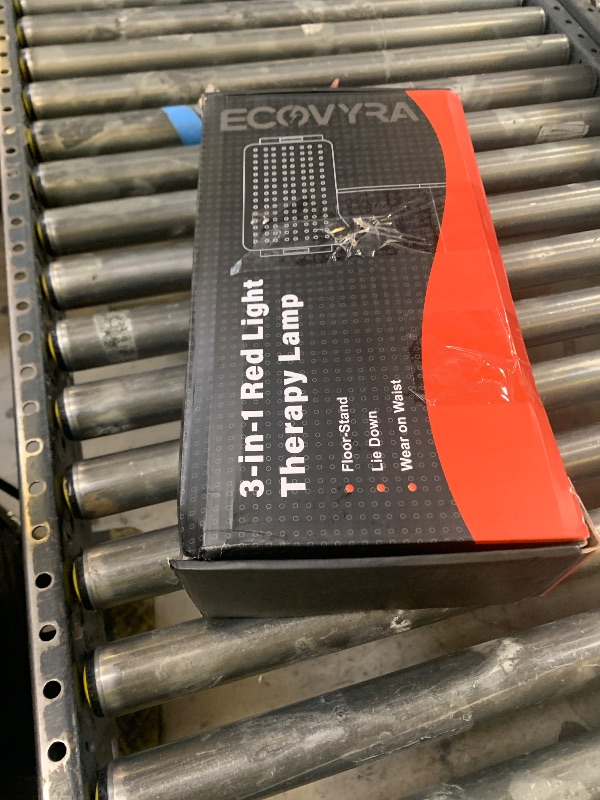 ECOVYRA
3-in-1 Red Light
Therapy Lamp
Floor-Stand
Lie Down
Wear on Waist